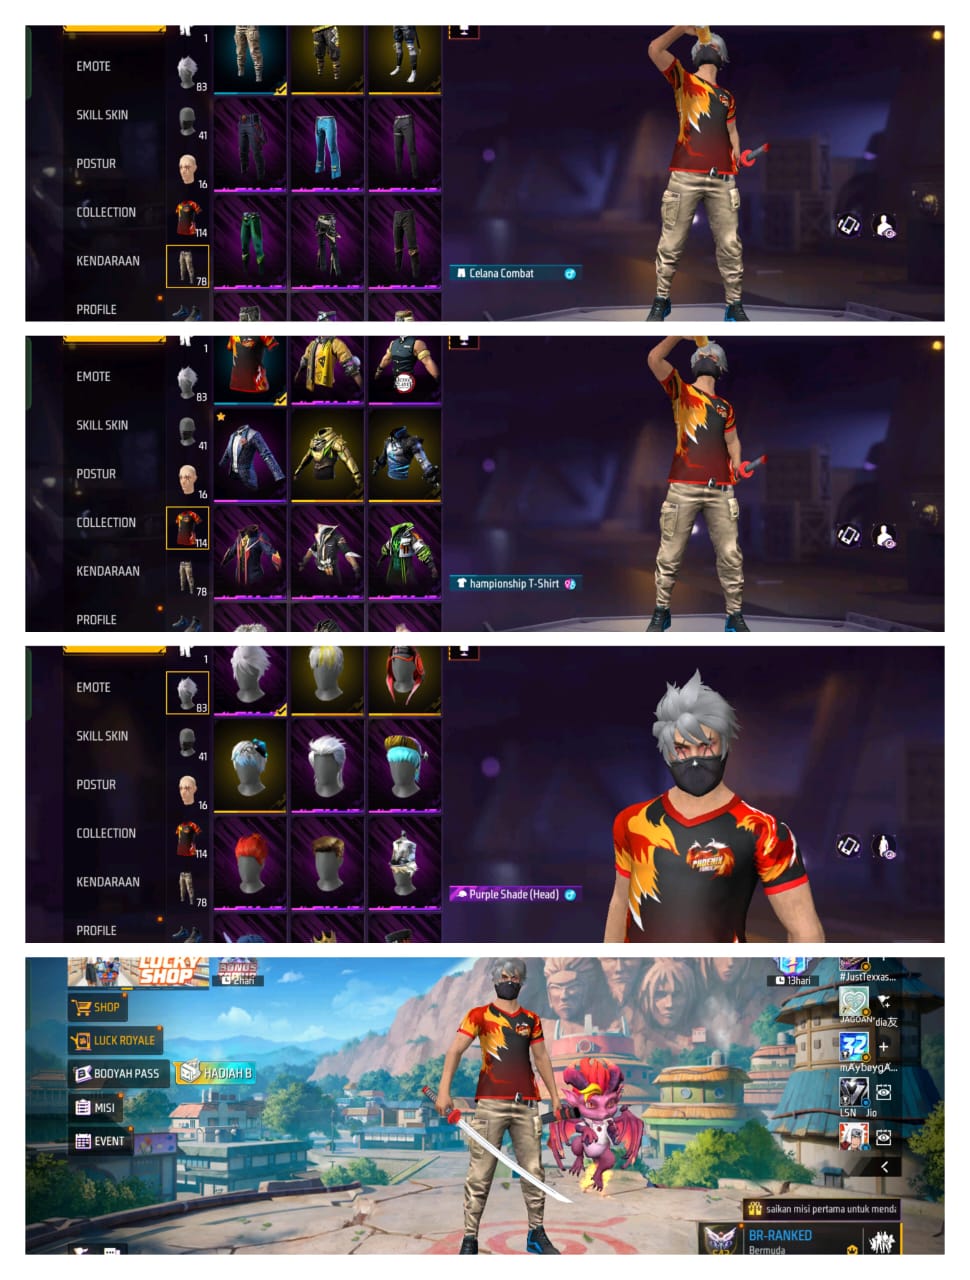 1
EMOTE
83
SKILL SKIN
41
POSTUR
16
COLLECTION
114
KENDARAAN
78
PROFILE
Celana Combat
1
EMOTE
83
SKILL SKIN
41
POSTUR
16
COLLECTION
114
KENDARAAN
78
PROFILE
hampionship T-Shirt
1
EMOTE
83
SKILL SKIN
41
POSTUR
16
COLLECTION
114
KENDARAAN
78
PROFILE
PHOENIX
Purple Shade (Head)
LUCKY
SHOP
BONUS
TOP UP
2hari
13hari
#JustTexxas...
SHOP
LUCK ROYALE
BOOYAH PASS
HADIAH B
MISI
EVENT
JAGOAN*
dia友
32
mAybeygA...
LSN Jio
saikan misi pertama untuk menda
BR-RANKED
Bermuda